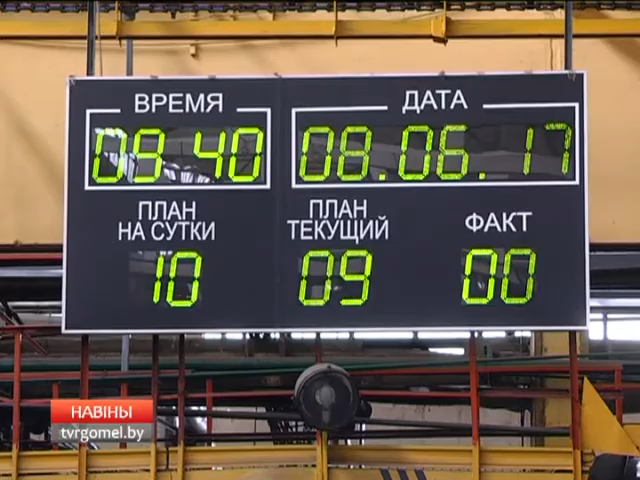 ВРЕМЯ ДАТА
08 40 08.06.17
ПЛАН ПЛАН ФАКТ
НА СУТКИ ТЕКУЩИЙ
10 09 00
НАВІНЫ
tvrgomel.by